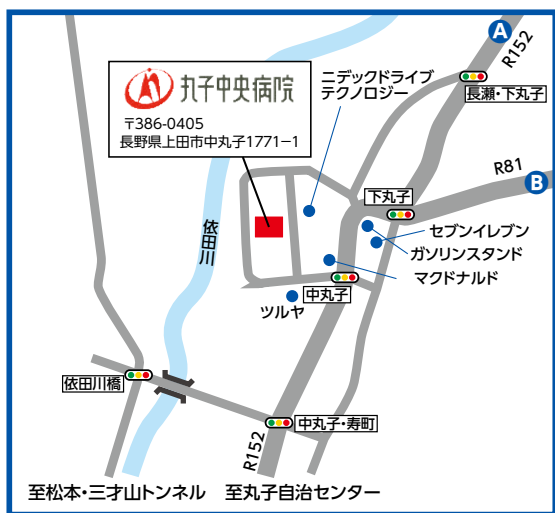 A
R152
長瀬・下丸子
ニデックドライブ
テクノロジー
丸子中央病院
〒386-0405
長野県上田市中丸子1771−1
R81
B
下丸子
セブンイレブン
ガソリンスタンド
マクドナルド
依田川
中丸子
ツルヤ
依田川橋
中丸子・寿町
R152
至松本・三才山トンネル
至丸子自治センター